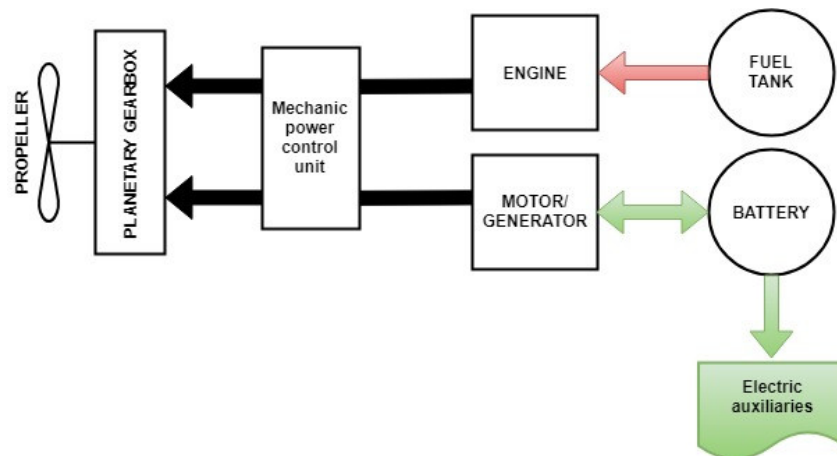 PROPELLER
PLANETARY GEARBOX
Mechanic
power
control
unit
ENGINE
FUEL
TANK
MOTOR/
GENERATOR
BATTERY
Electric
auxiliaries